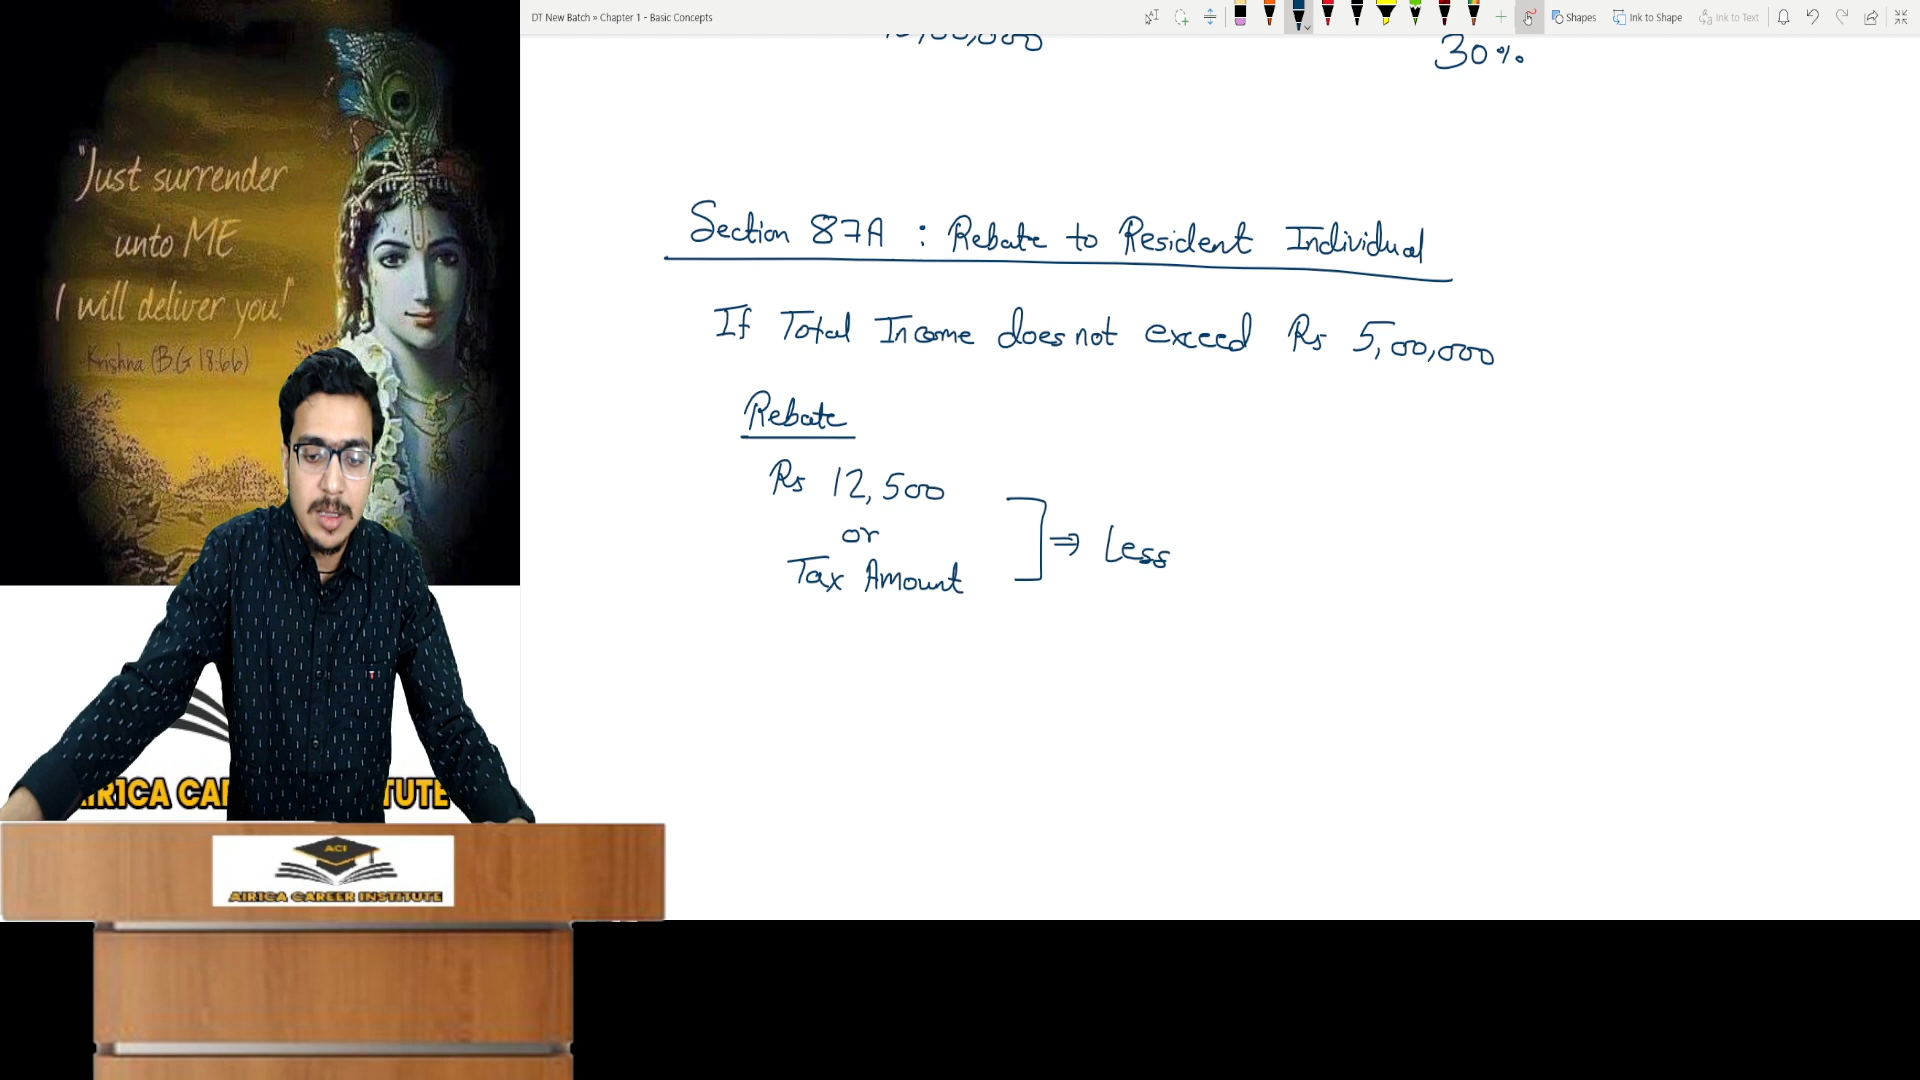 DT New Batch » Chapter 1 - Basic Concepts
Shapes
Ink to Shape
Ink to Text
30%
"Just surrender
unto ME
I will deliver you!"
Krishna (B.G 18:66)
Section 87A : Rebate to Resident Individual
If Total Income does not exceed Rs 5,00,000
Rebate
Rs 12,500
or
Tax Amount
⇒ Less
ACI
AIRICA CAREER INSTITUTE